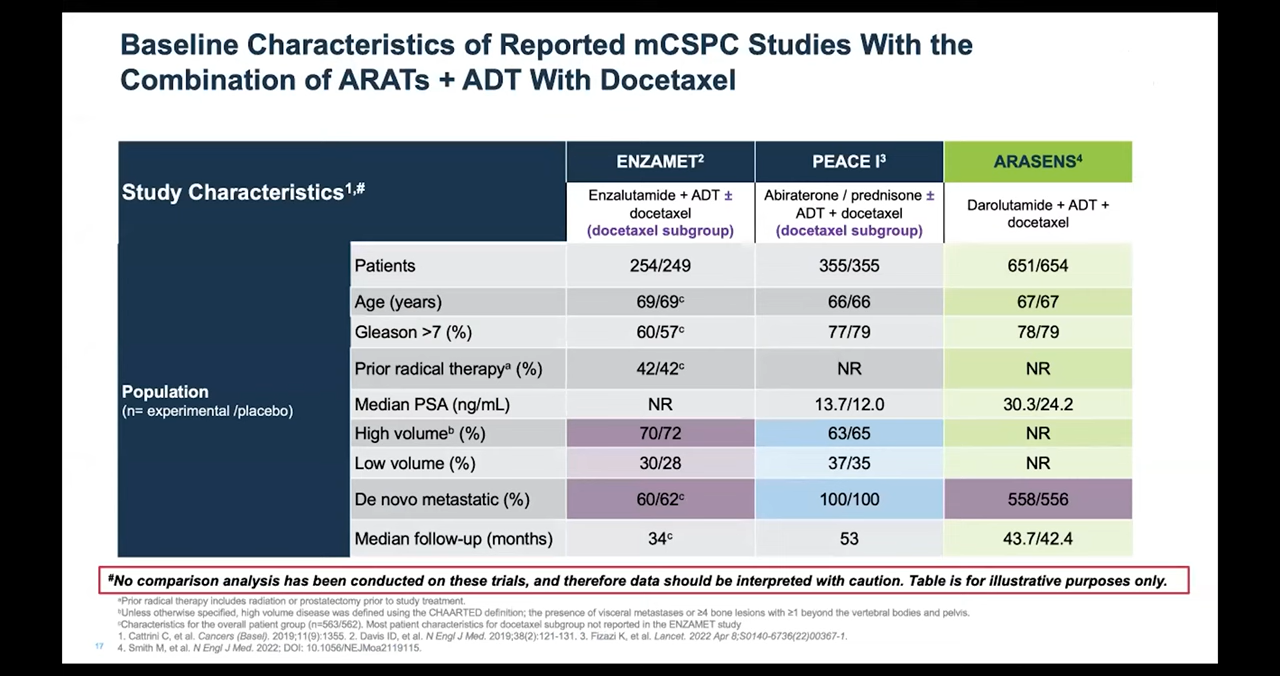 Baseline Characteristics of Reported mCSPC Studies With the
Combination of ARATs + ADT With Docetaxel
Study Characteristics¹,#
ENZAMET²
PEACE I³
ARASENS⁴
Enzalutamide + ADT ±
docetaxel
(docetaxel subgroup)
Abiraterone / prednisone ±
ADT + docetaxel
(docetaxel subgroup)
Darolutamide + ADT +
docetaxel
Population
(n= experimental /placebo)
Patients 254/249 355/355 651/654
Age (years) 69/69ᶜ 66/66 67/67
Gleason >7 (%) 60/57ᶜ 77/79 78/79
Prior radical therapyᵃ (%) 42/42ᶜ NR NR
Median PSA (ng/mL) NR 13.7/12.0 30.3/24.2
High volumeᵇ (%) 70/72 63/65 NR
Low volume (%) 30/28 37/35 NR
De novo metastatic (%) 60/62ᶜ 100/100 558/556
Median follow-up (months) 34ᶜ 53 43.7/42.4
#No comparison analysis has been conducted on these trials, and therefore data should be interpreted with caution. Table is for illustrative purposes only.
ᵃPrior radical therapy includes radiation or prostatectomy prior to study treatment.
ᵇUnless otherwise specified, high volume disease was defined using the CHAARTED definition; the presence of visceral metastases or ≥4 bone lesions with ≥1 beyond the vertebral bodies and pelvis.
ᶜCharacteristics for the overall patient group (n=563/562). Most patient characteristics for docetaxel subgroup not reported in the ENZAMET study
1. Cattrini C, et al. Cancers (Basel). 2019;11(9):1355. 2. Davis ID, et al. N Engl J Med. 2019;38(2):121-131. 3. Fizazi K, et al. Lancet. 2022 Apr 8;S0140-6736(22)00367-1.
17 4. Smith M, et al. N Engl J Med. 2022; DOI: 10.1056/NEJMoa2119115.